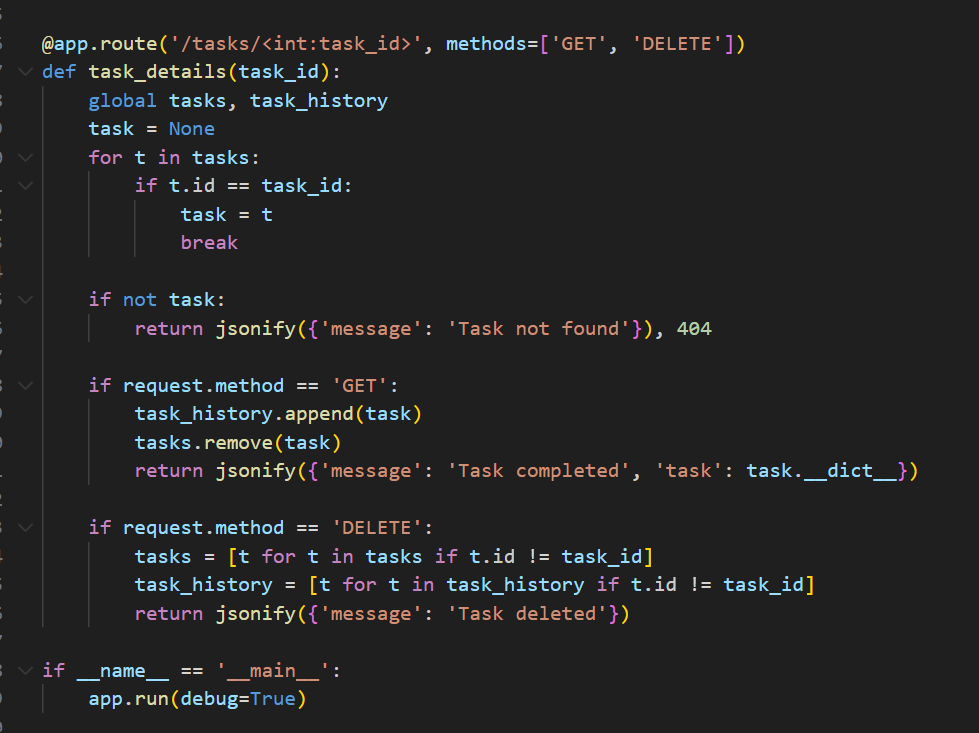 @app.route('/tasks/<int:task_id>', methods=['GET', 'DELETE'])
def task_details(task_id):
    global tasks, task_history
    task = None
    for t in tasks:
        if t.id == task_id:
            task = t
            break

    if not task:
        return jsonify({'message': 'Task not found'}), 404

    if request.method == 'GET':
        task_history.append(task)
        tasks.remove(task)
        return jsonify({'message': 'Task completed', 'task': task.__dict__})

    if request.method == 'DELETE':
        tasks = [t for t in tasks if t.id != task_id]
        task_history = [t for t in task_history if t.id != task_id]
        return jsonify({'message': 'Task deleted'})

if __name__ == '__main__':
    app.run(debug=True)